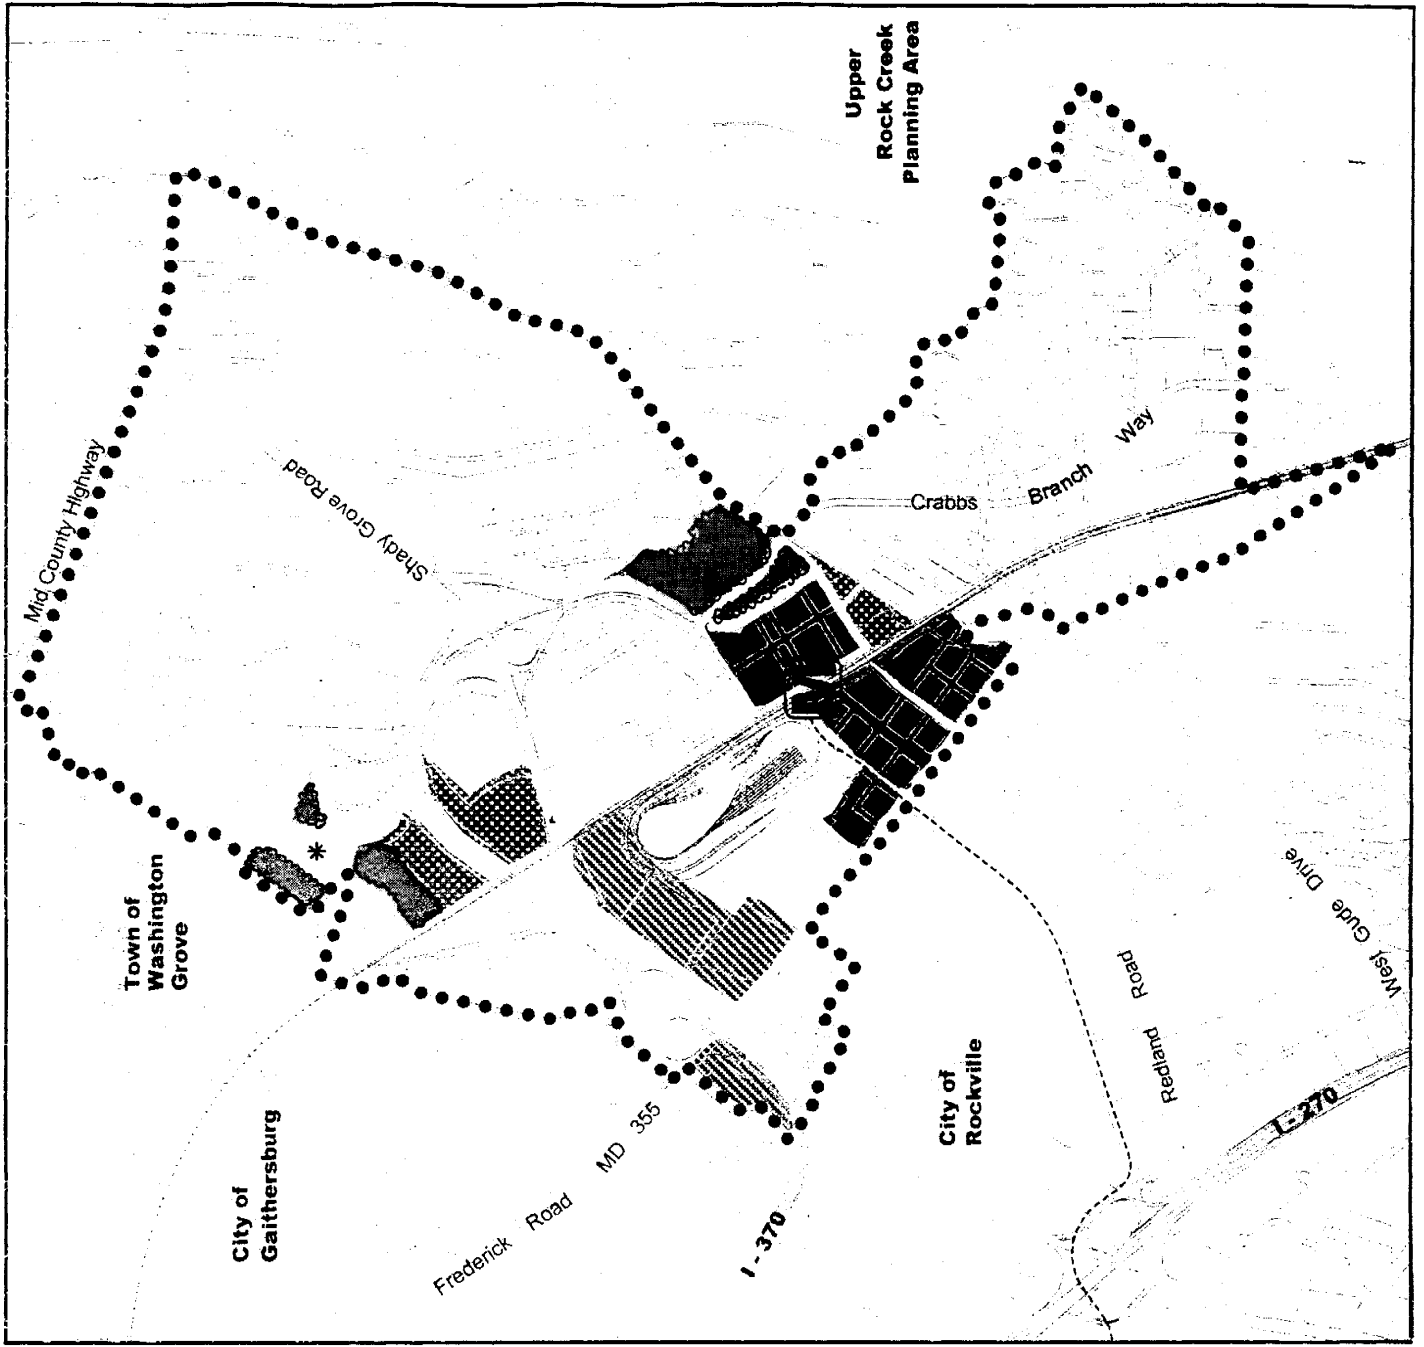 Upper
Rock Creek
Planning Area
Mid County Highway
Shady Grove Road
Crabbs Branch Way
Town of
Washington
Grove
*
City of
Gaithersburg
Frederick Road MD 355
I - 370
City of
Rockville
Redland Road
West Gude Drive
I - 270